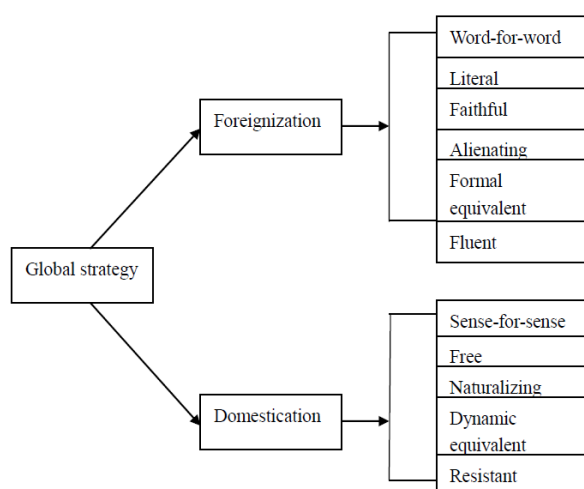 Word-for-word
Literal
Foreignization
Faithful
Alienating
Formal
equivalent
Fluent
Global strategy
Sense-for-sense
Free
Naturalizing
Domestication
Dynamic
equivalent
Resistant